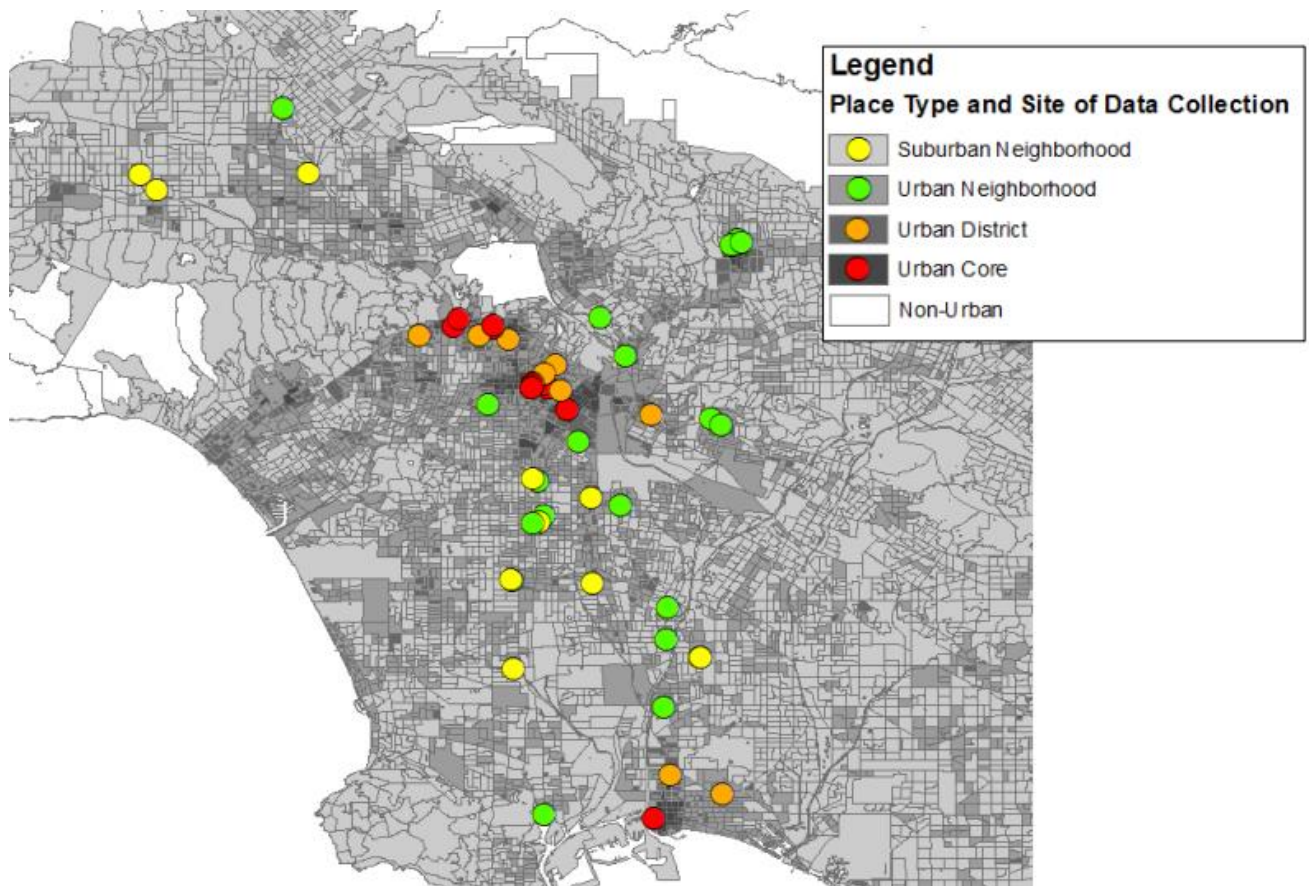 Legend
Place Type and Site of Data Collection
Suburban Neighborhood
Urban Neighborhood
Urban District
Urban Core
Non-Urban